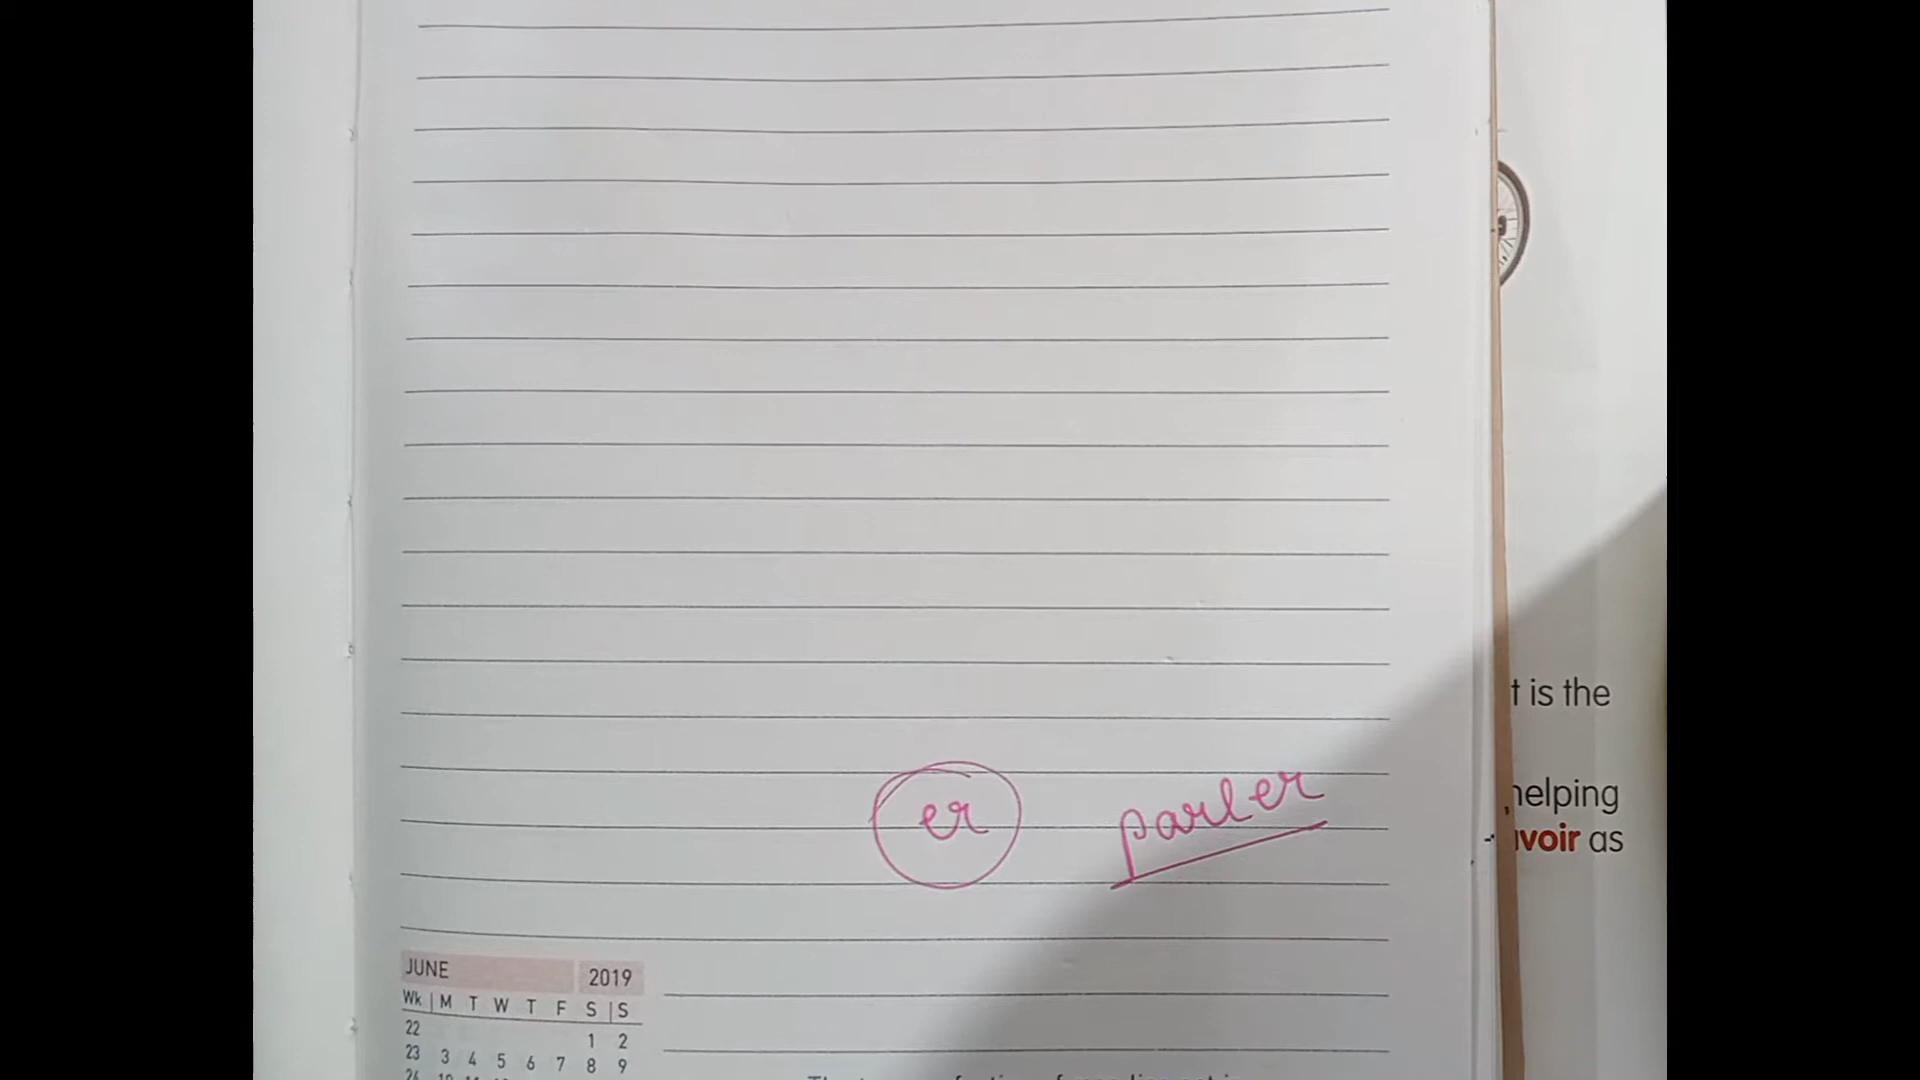 t is the
helping
avoir as
er parler
JUNE 2019
Wk M T W T F S S
22 1 2
23 3 4 5 6 7 8 9